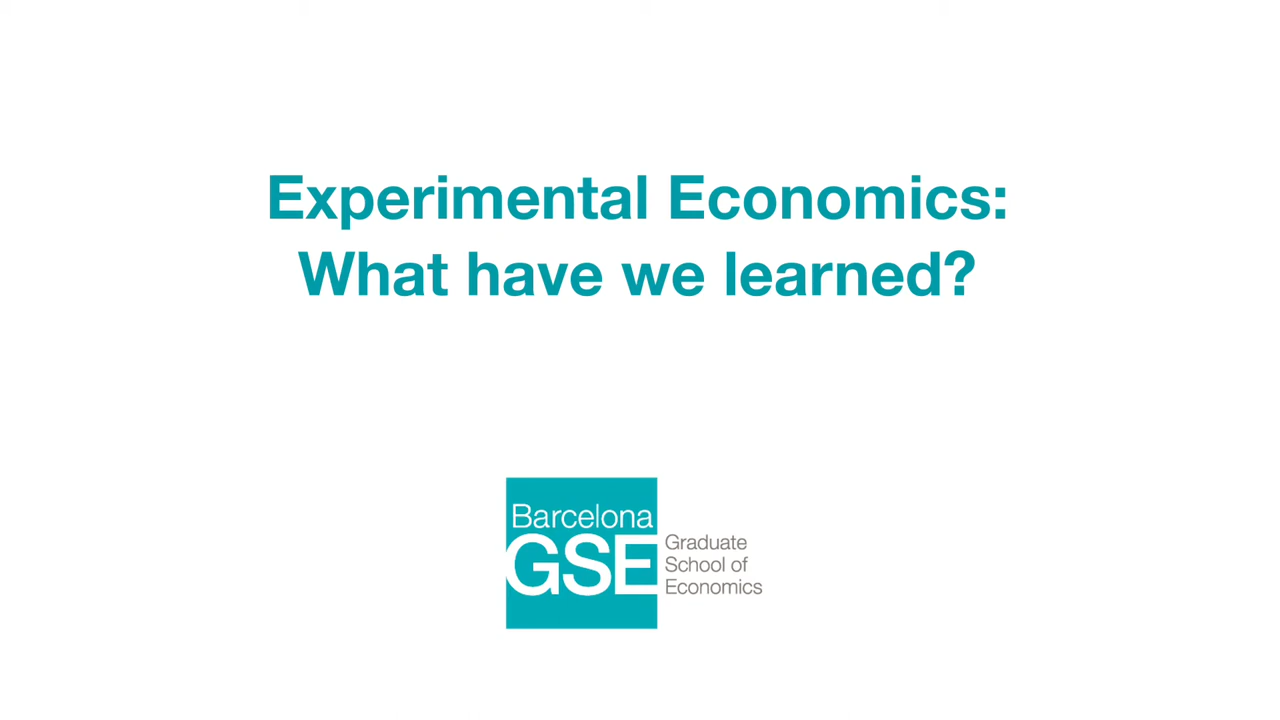 Experimental Economics:
What have we learned?
Barcelona
GSE
Graduate
School of
Economics